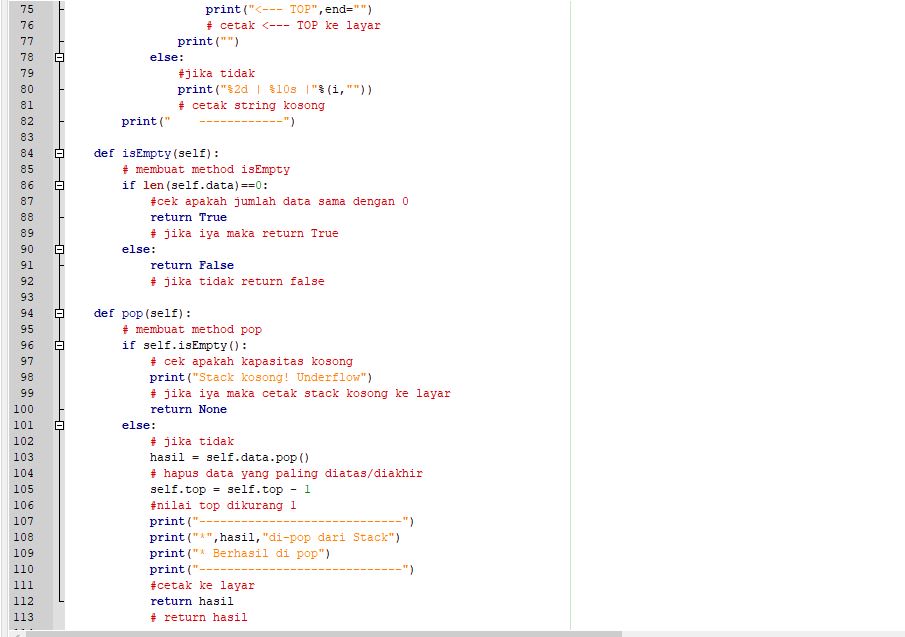 75 print("<--- TOP",end="")
76 # cetak <--- TOP ke layar
77 print("")
78 else:
79 #jika tidak
80 print("%2d | %10s |"%(i,""))
81 # cetak string kosong
82 print("    ------------")
83
84 def isEmpty(self):
85 # membuat method isEmpty
86 if len(self.data)==0:
87 #cek apakah jumlah data sama dengan 0
88 return True
89 # jika iya maka return True
90 else:
91 return False
92 # jika tidak return false
93
94 def pop(self):
95 # membuat method pop
96 if self.isEmpty():
97 # cek apakah kapasitas kosong
98 print("Stack kosong! Underflow")
99 # jika iya maka cetak stack kosong ke layar
100 return None
101 else:
102 # jika tidak
103 hasil = self.data.pop()
104 # hapus data yang paling diatas/diakhir
105 self.top = self.top - 1
106 #nilai top dikurang 1
107 print("-----------------------------")
108 print("*",hasil,"di-pop dari Stack")
109 print("* Berhasil di pop")
110 print("-----------------------------")
111 #cetak ke layar
112 return hasil
113 # return hasil